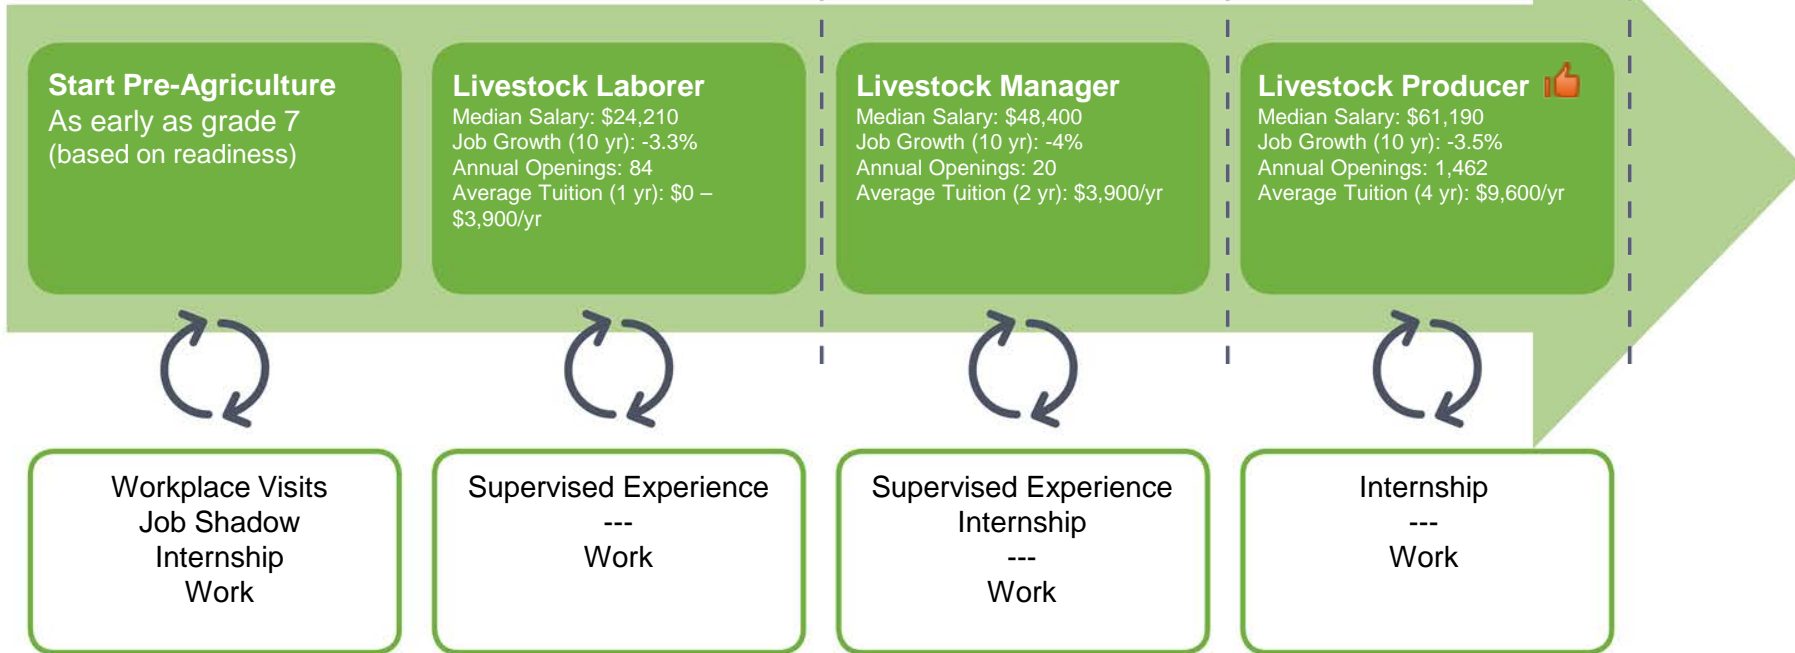 Start Pre-Agriculture
As early as grade 7
(based on readiness)
Livestock Laborer
Median Salary: $24,210
Job Growth (10 yr): -3.3%
Annual Openings: 84
Average Tuition (1 yr): $0 –
$3,900/yr
Livestock Manager
Median Salary: $48,400
Job Growth (10 yr): -4%
Annual Openings: 20
Average Tuition (2 yr): $3,900/yr
Livestock Producer
Median Salary: $61,190
Job Growth (10 yr): -3.5%
Annual Openings: 1,462
Average Tuition (4 yr): $9,600/yr
Workplace Visits
Job Shadow
Internship
Work
Supervised Experience
---
Work
Supervised Experience
Internship
---
Work
Internship
---
Work